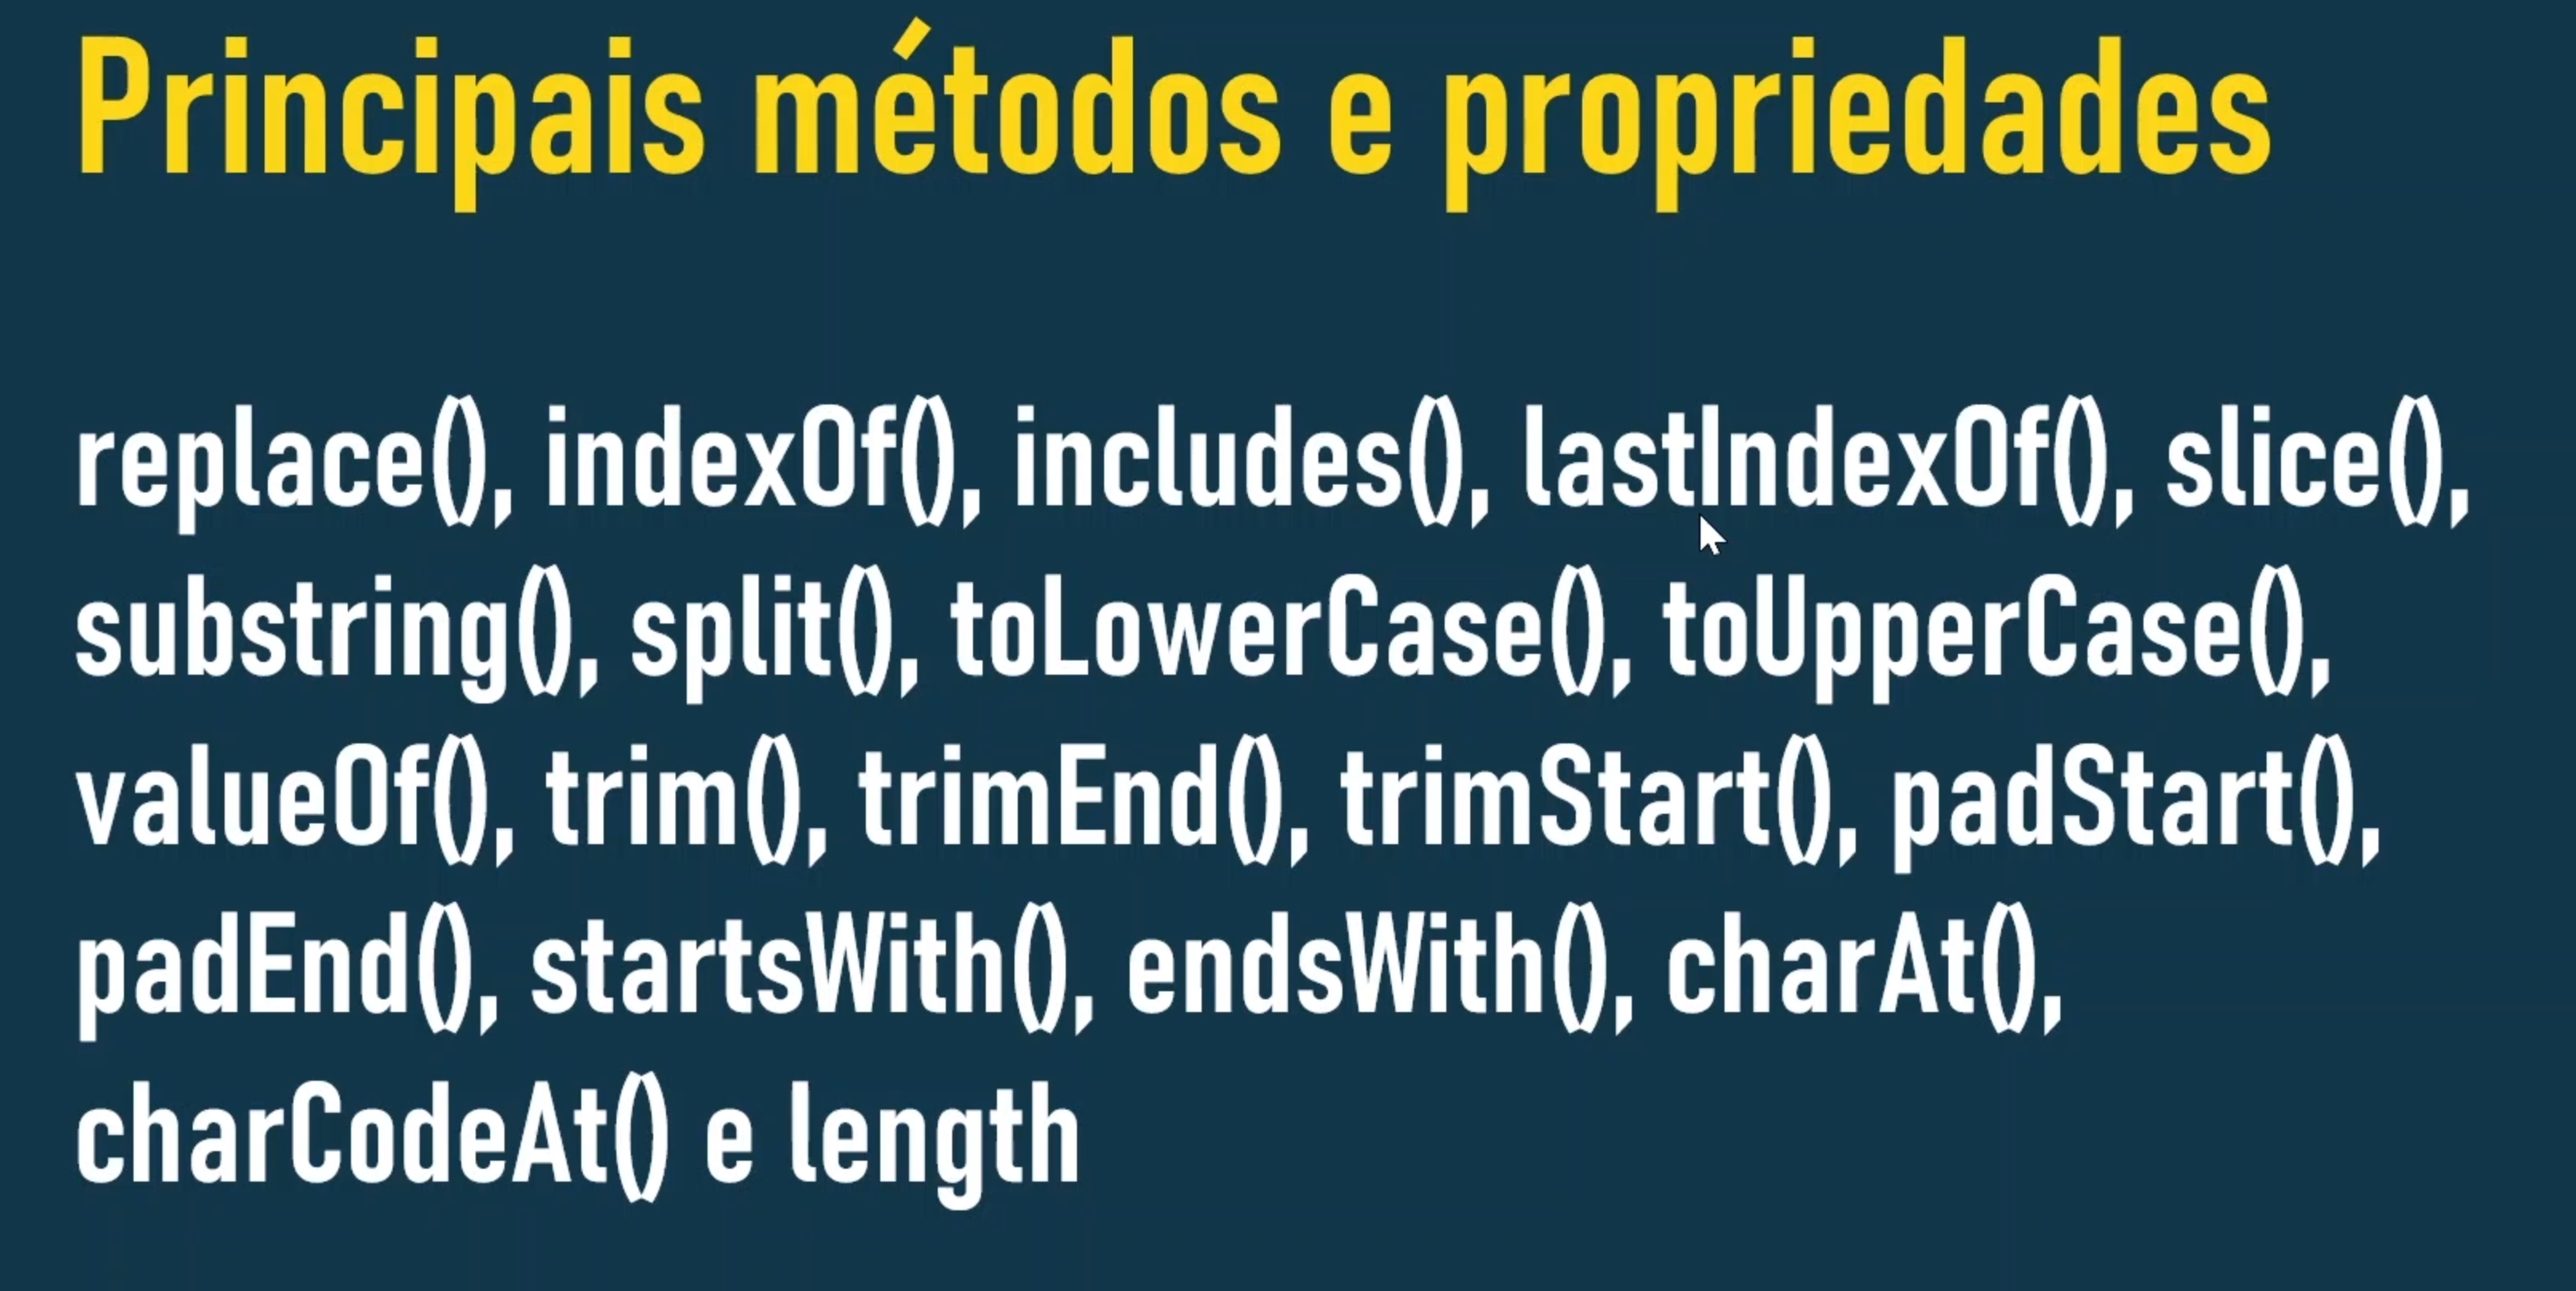 Principais métodos e propriedades
replace(), indexOf(), includes(), lastIndexOf(), slice(),
substring(), split(), toLowerCase(), toUpperCase(),
valueOf(), trim(), trimEnd(), trimStart(), padStart(),
padEnd(), startsWith(), endsWith(), charAt(),
charCodeAt() e length